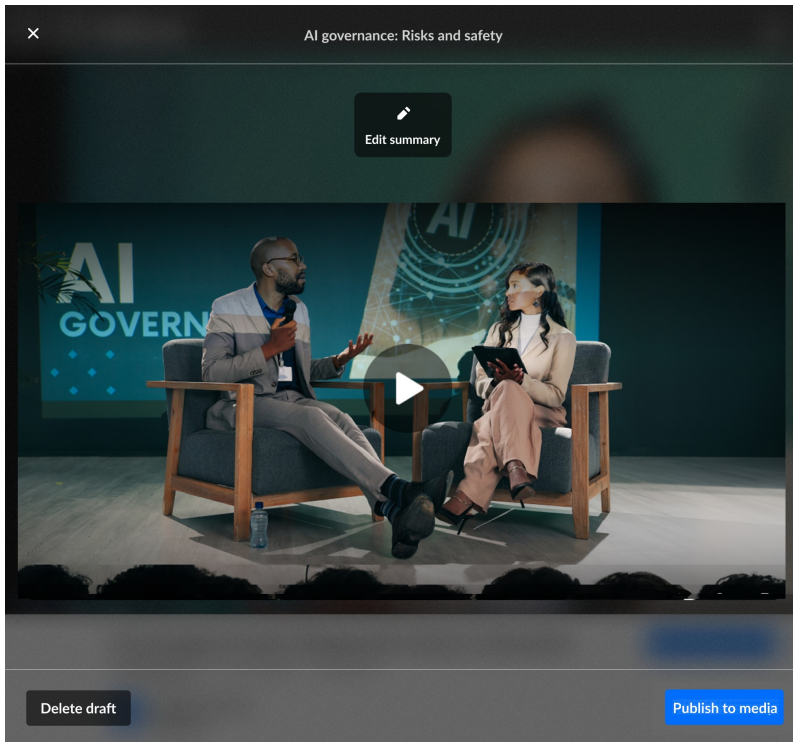 AI governance: Risks and safety
Edit summary
AI
AI
GOVERN
Delete draft
Publish to media